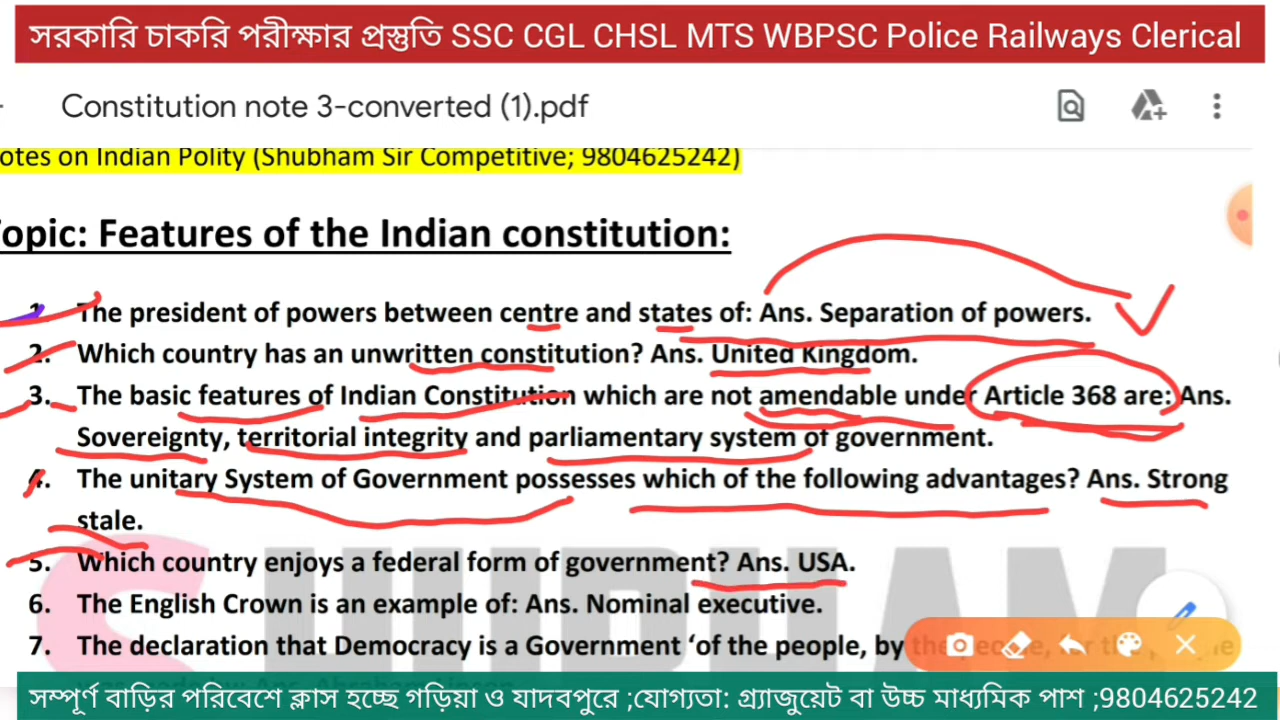 সরকারি চাকরি পরীক্ষার প্রস্তুতি SSC CGL CHSL MTS WBPSC Police Railways Clerical
Constitution note 3-converted (1).pdf
otes on Indian Polity (Shubham Sir Competitive; 9804625242)
opic: Features of the Indian constitution:
1. The president of powers between centre and states of: Ans. Separation of powers.
2. Which country has an unwritten constitution? Ans. United Kingdom.
3. The basic features of Indian Constitution which are not amendable under Article 368 are: Ans.
Sovereignty, territorial integrity and parliamentary system of government.
4. The unitary System of Government possesses which of the following advantages? Ans. Strong
stale.
5. Which country enjoys a federal form of government? Ans. USA.
6. The English Crown is an example of: Ans. Nominal executive.
7. The declaration that Democracy is a Government ‘of the people, by the people, for the
SHUBHAM
সম্পূর্ণ বাড়ির পরিবেশে ক্লাস হচ্ছে গড়িয়া ও যাদবপুরে ;যোগ্যতা: গ্র্যাজুয়েট বা উচ্চ মাধ্যমিক পাশ ;9804625242